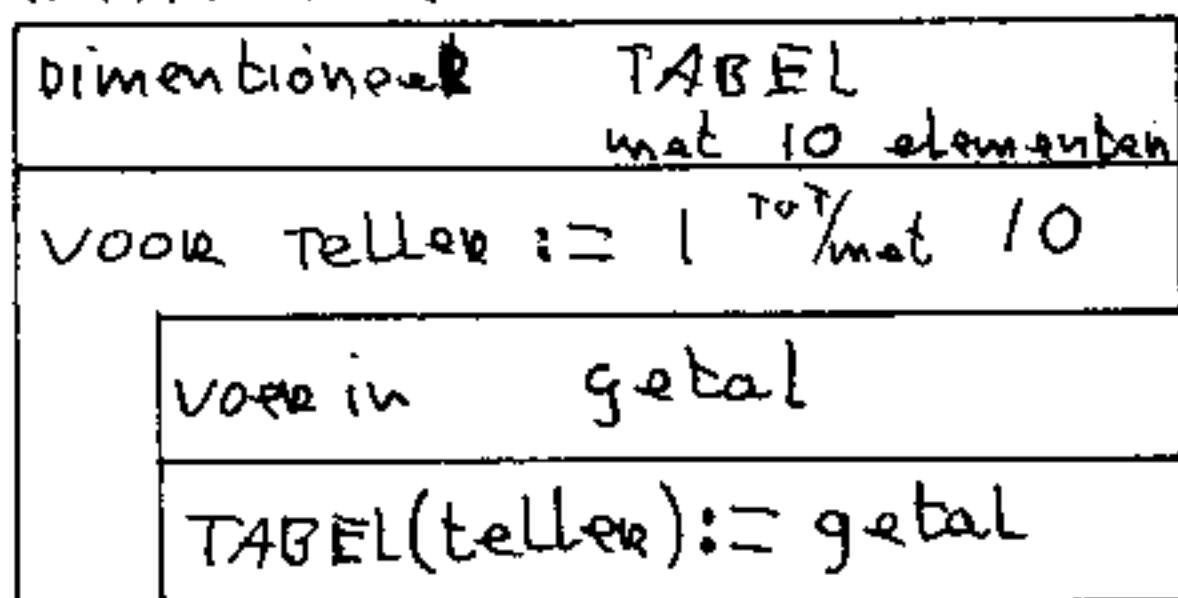 Dimentioneer TABEL
met 10 elementen
voor Teller := 1 TOT/met 10
voer in getal
TABEL(teller) := getal